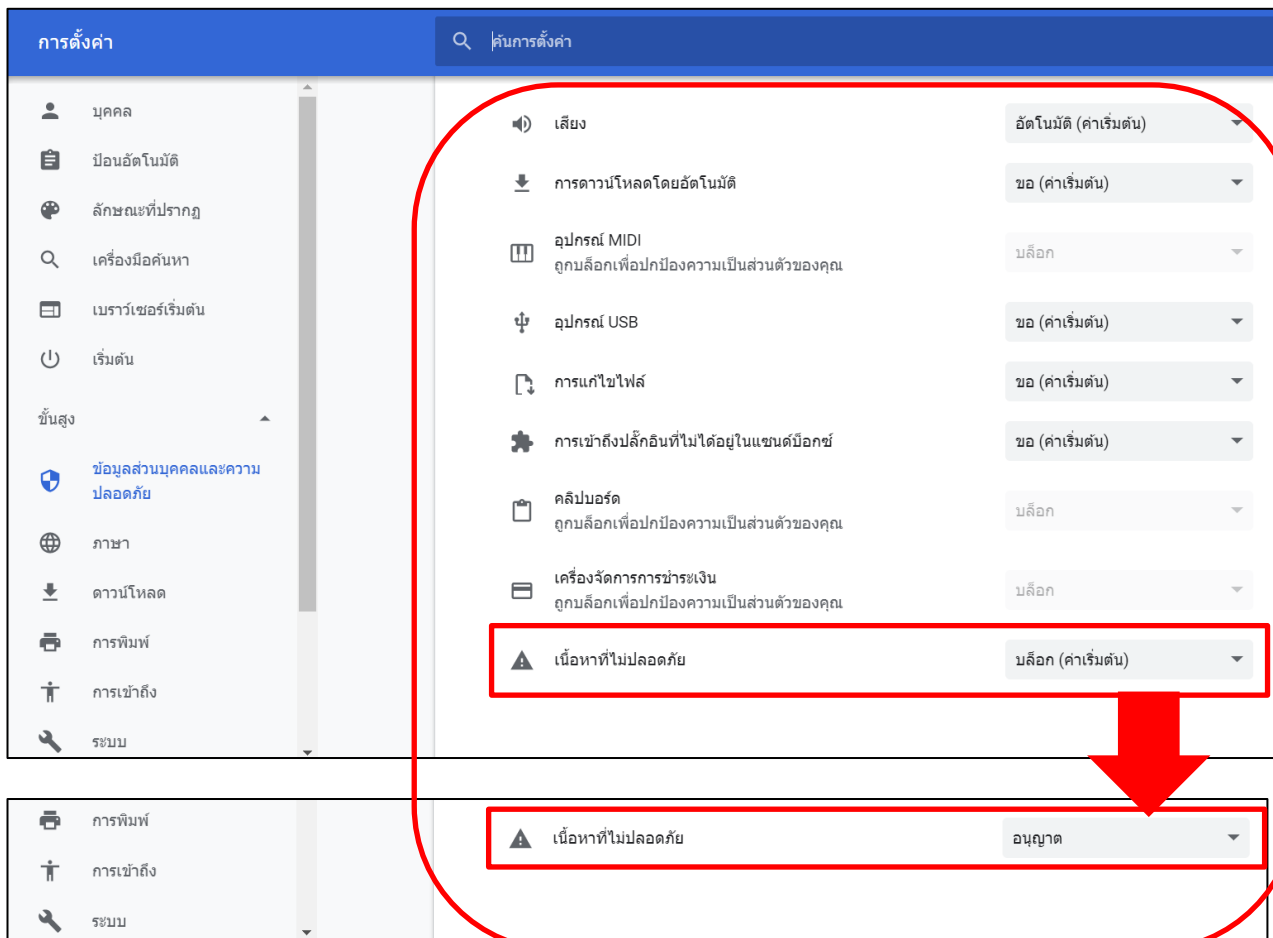 การตั้งค่า
ค้นการตั้งค่า
บุคคล
ป้อนอัตโนมัติ
ลักษณะที่ปรากฏ
เครื่องมือค้นหา
เบราว์เซอร์เริ่มต้น
เริ่มต้น
ขั้นสูง
ข้อมูลส่วนบุคคลและความ
ปลอดภัย
ภาษา
ดาวน์โหลด
การพิมพ์
การเข้าถึง
ระบบ
เสียง อัตโนมัติ (ค่าเริ่มต้น)
การดาวน์โหลดโดยอัตโนมัติ ขอ (ค่าเริ่มต้น)
อุปกรณ์ MIDI
ถูกบล็อกเพื่อปกป้องความเป็นส่วนตัวของคุณ
บล็อก
อุปกรณ์ USB ขอ (ค่าเริ่มต้น)
การแก้ไขไฟล์ ขอ (ค่าเริ่มต้น)
การเข้าถึงปลั๊กอินที่ไม่ได้อยู่ในแซนด์บ็อกซ์ ขอ (ค่าเริ่มต้น)
คลิปบอร์ด
ถูกบล็อกเพื่อปกป้องความเป็นส่วนตัวของคุณ
บล็อก
เครื่องจัดการการชำระเงิน
ถูกบล็อกเพื่อปกป้องความเป็นส่วนตัวของคุณ
บล็อก
เนื้อหาที่ไม่ปลอดภัย บล็อก (ค่าเริ่มต้น)
การพิมพ์
การเข้าถึง
ระบบ
เนื้อหาที่ไม่ปลอดภัย อนุญาต